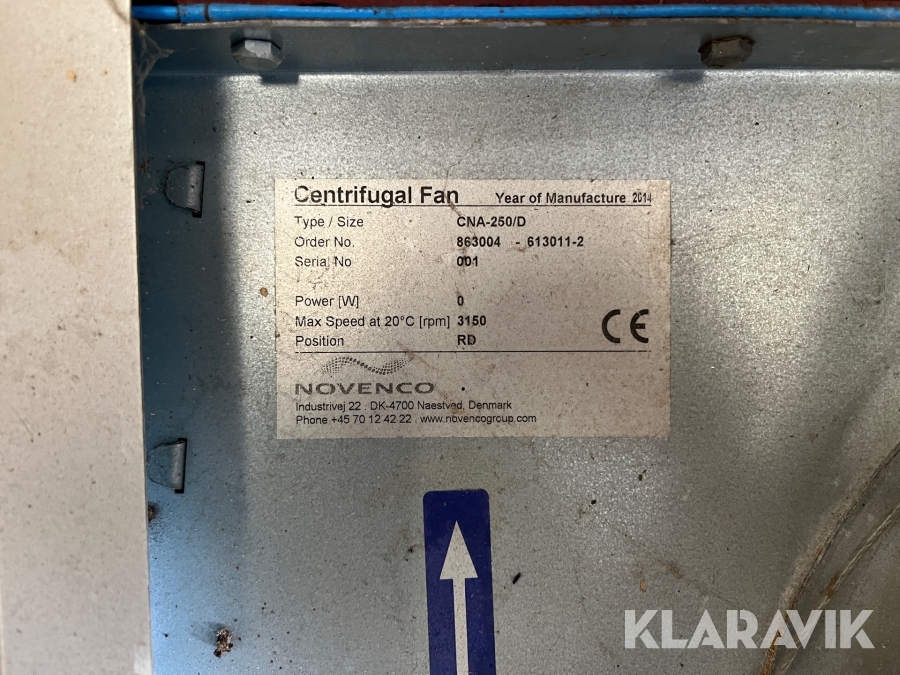 Centrifugal Fan Year of Manufacture 2014
Type / Size CNA-250/D
Order No. 863004 - 613011-2
Serial No 001
Power [W] 0
Max Speed at 20°C [rpm] 3150
Position RD
CE
NOVENCO
Industrivej 22 . DK-4700 Naestved, Denmark
Phone +45 70 12 42 22 . www.novencogroup.com
KLARAVIK